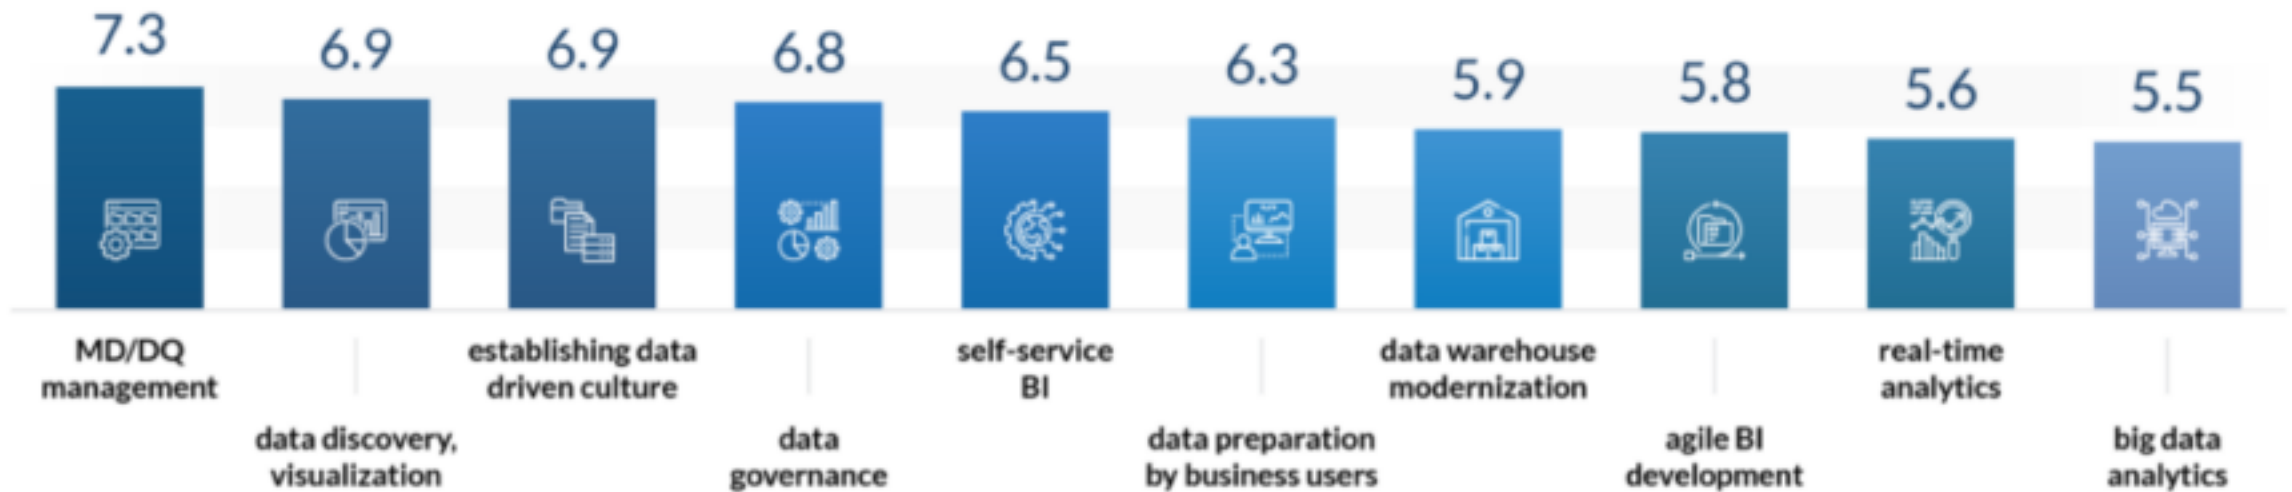 7.3
6.9
6.9
6.8
6.5
6.3
5.9
5.8
5.6
5.5
MD/DQ
management
data discovery,
visualization
establishing data
driven culture
data
governance
self-service
BI
data preparation
by business users
data warehouse
modernization
agile BI
development
real-time
analytics
big data
analytics